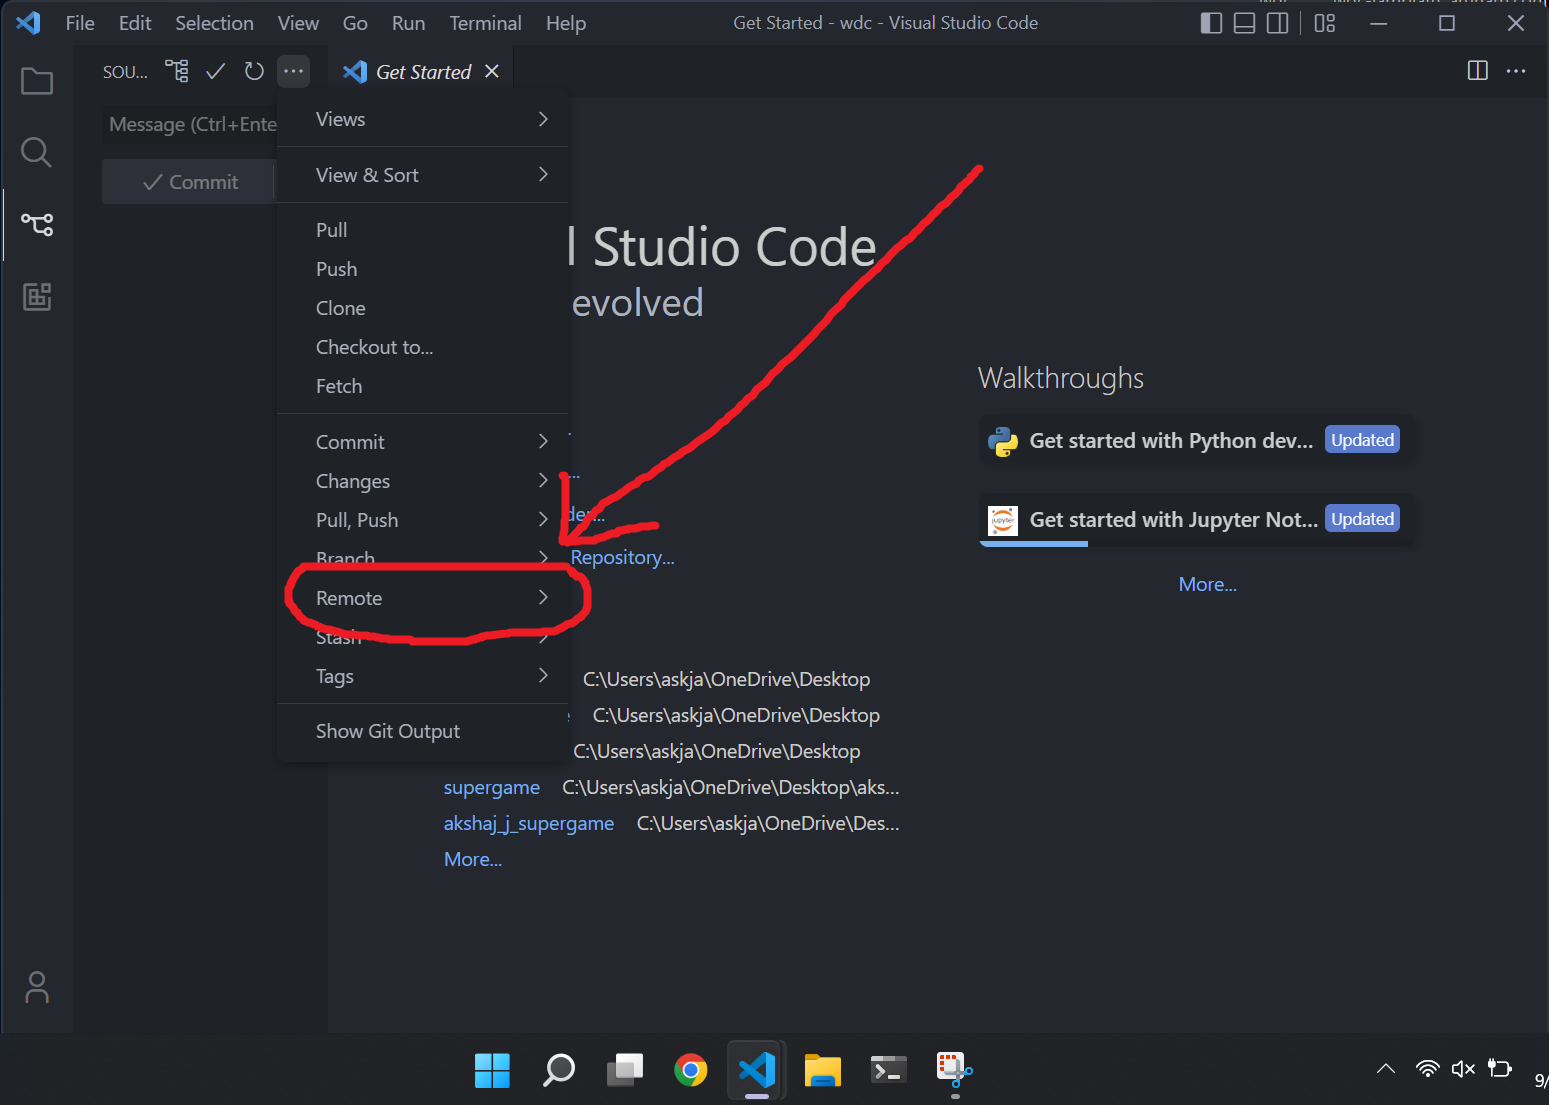 File Edit Selection View Go Run Terminal Help
Get Started - wdc - Visual Studio Code
SOU...
Get Started
Message (Ctrl+Ente
Commit
Views
View & Sort
Pull
Push
Clone
Checkout to...
Fetch
Commit
Changes
Pull, Push
Branch
Remote
Stash
Tags
Show Git Output
l Studio Code
evolved
...
der...
Repository...
C:\Users\askja\OneDrive\Desktop
C:\Users\askja\OneDrive\Desktop
C:\Users\askja\OneDrive\Desktop
supergame C:\Users\askja\OneDrive\Desktop\aks...
akshaj_j_supergame C:\Users\askja\OneDrive\Des...
More...
Walkthroughs
Get started with Python dev... Updated
jupyter
Get started with Jupyter Not... Updated
More...
9/